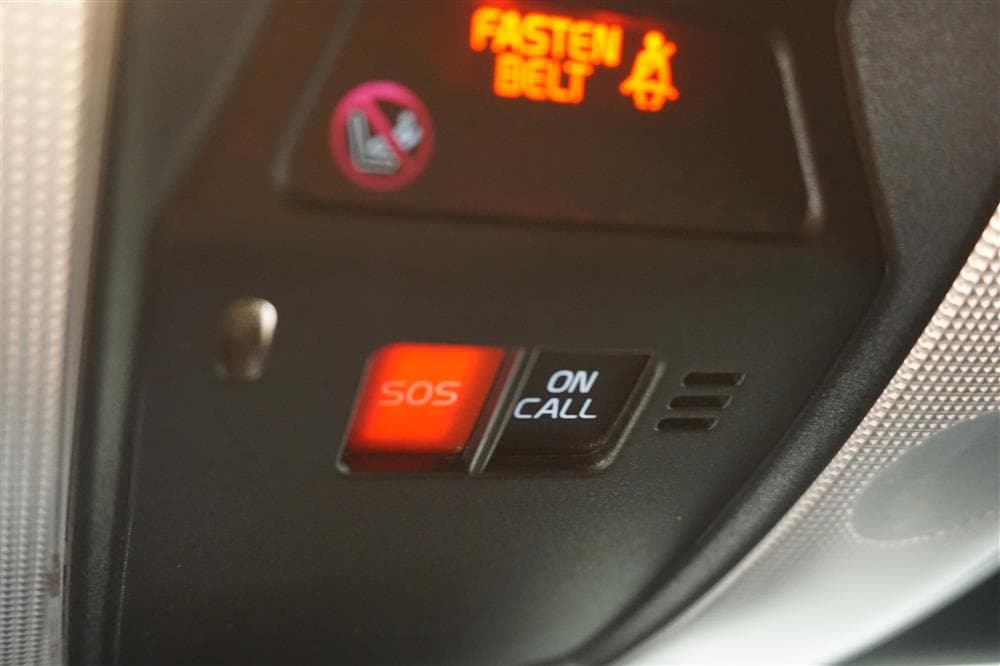 FASTEN
BELT
SOS
ON
CALL